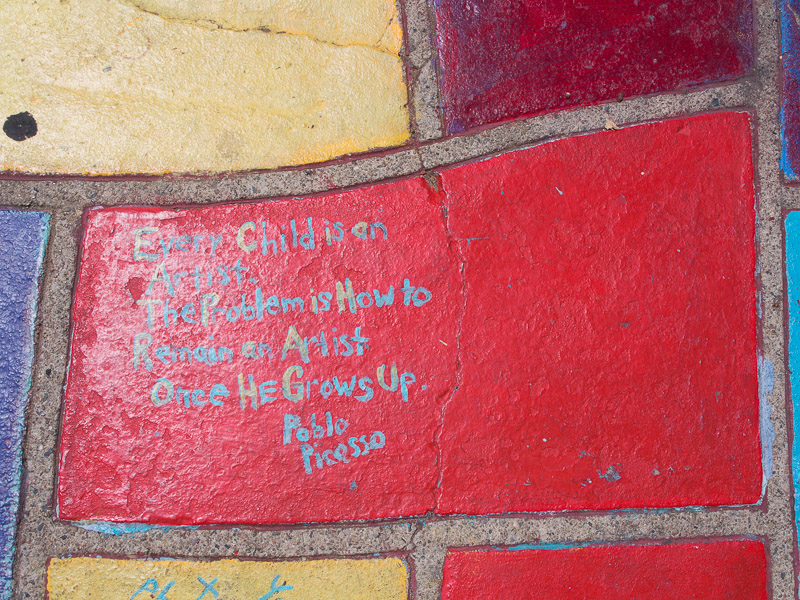 Every Child is an
Artist.
The Problem is How to
Remain an Artist
Once HE Grows Up.
Pablo
Picasso